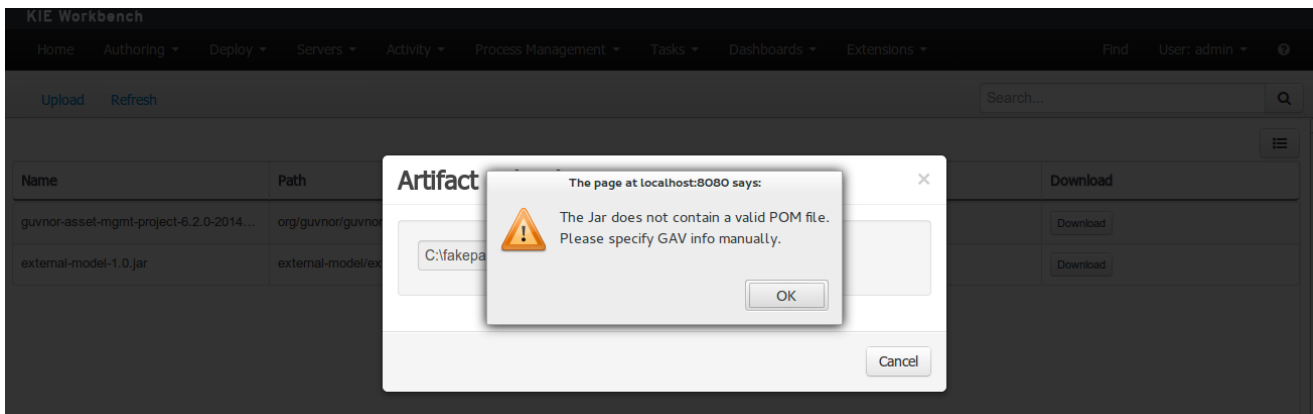 KIE Workbench
Home Authoring Deploy Servers Activity Process Management Tasks Dashboards Extensions Find User: admin
Upload Refresh Search...
Name Path Download
Artifact
The page at localhost:8080 says:
The Jar does not contain a valid POM file.
Please specify GAV info manually.
OK
guvnor-asset-mgmt-project-6.2.0-2014... org/guvnor/guvnor Download
C:\fakepa
external-model-1.0.jar external-model/ex Download
Cancel